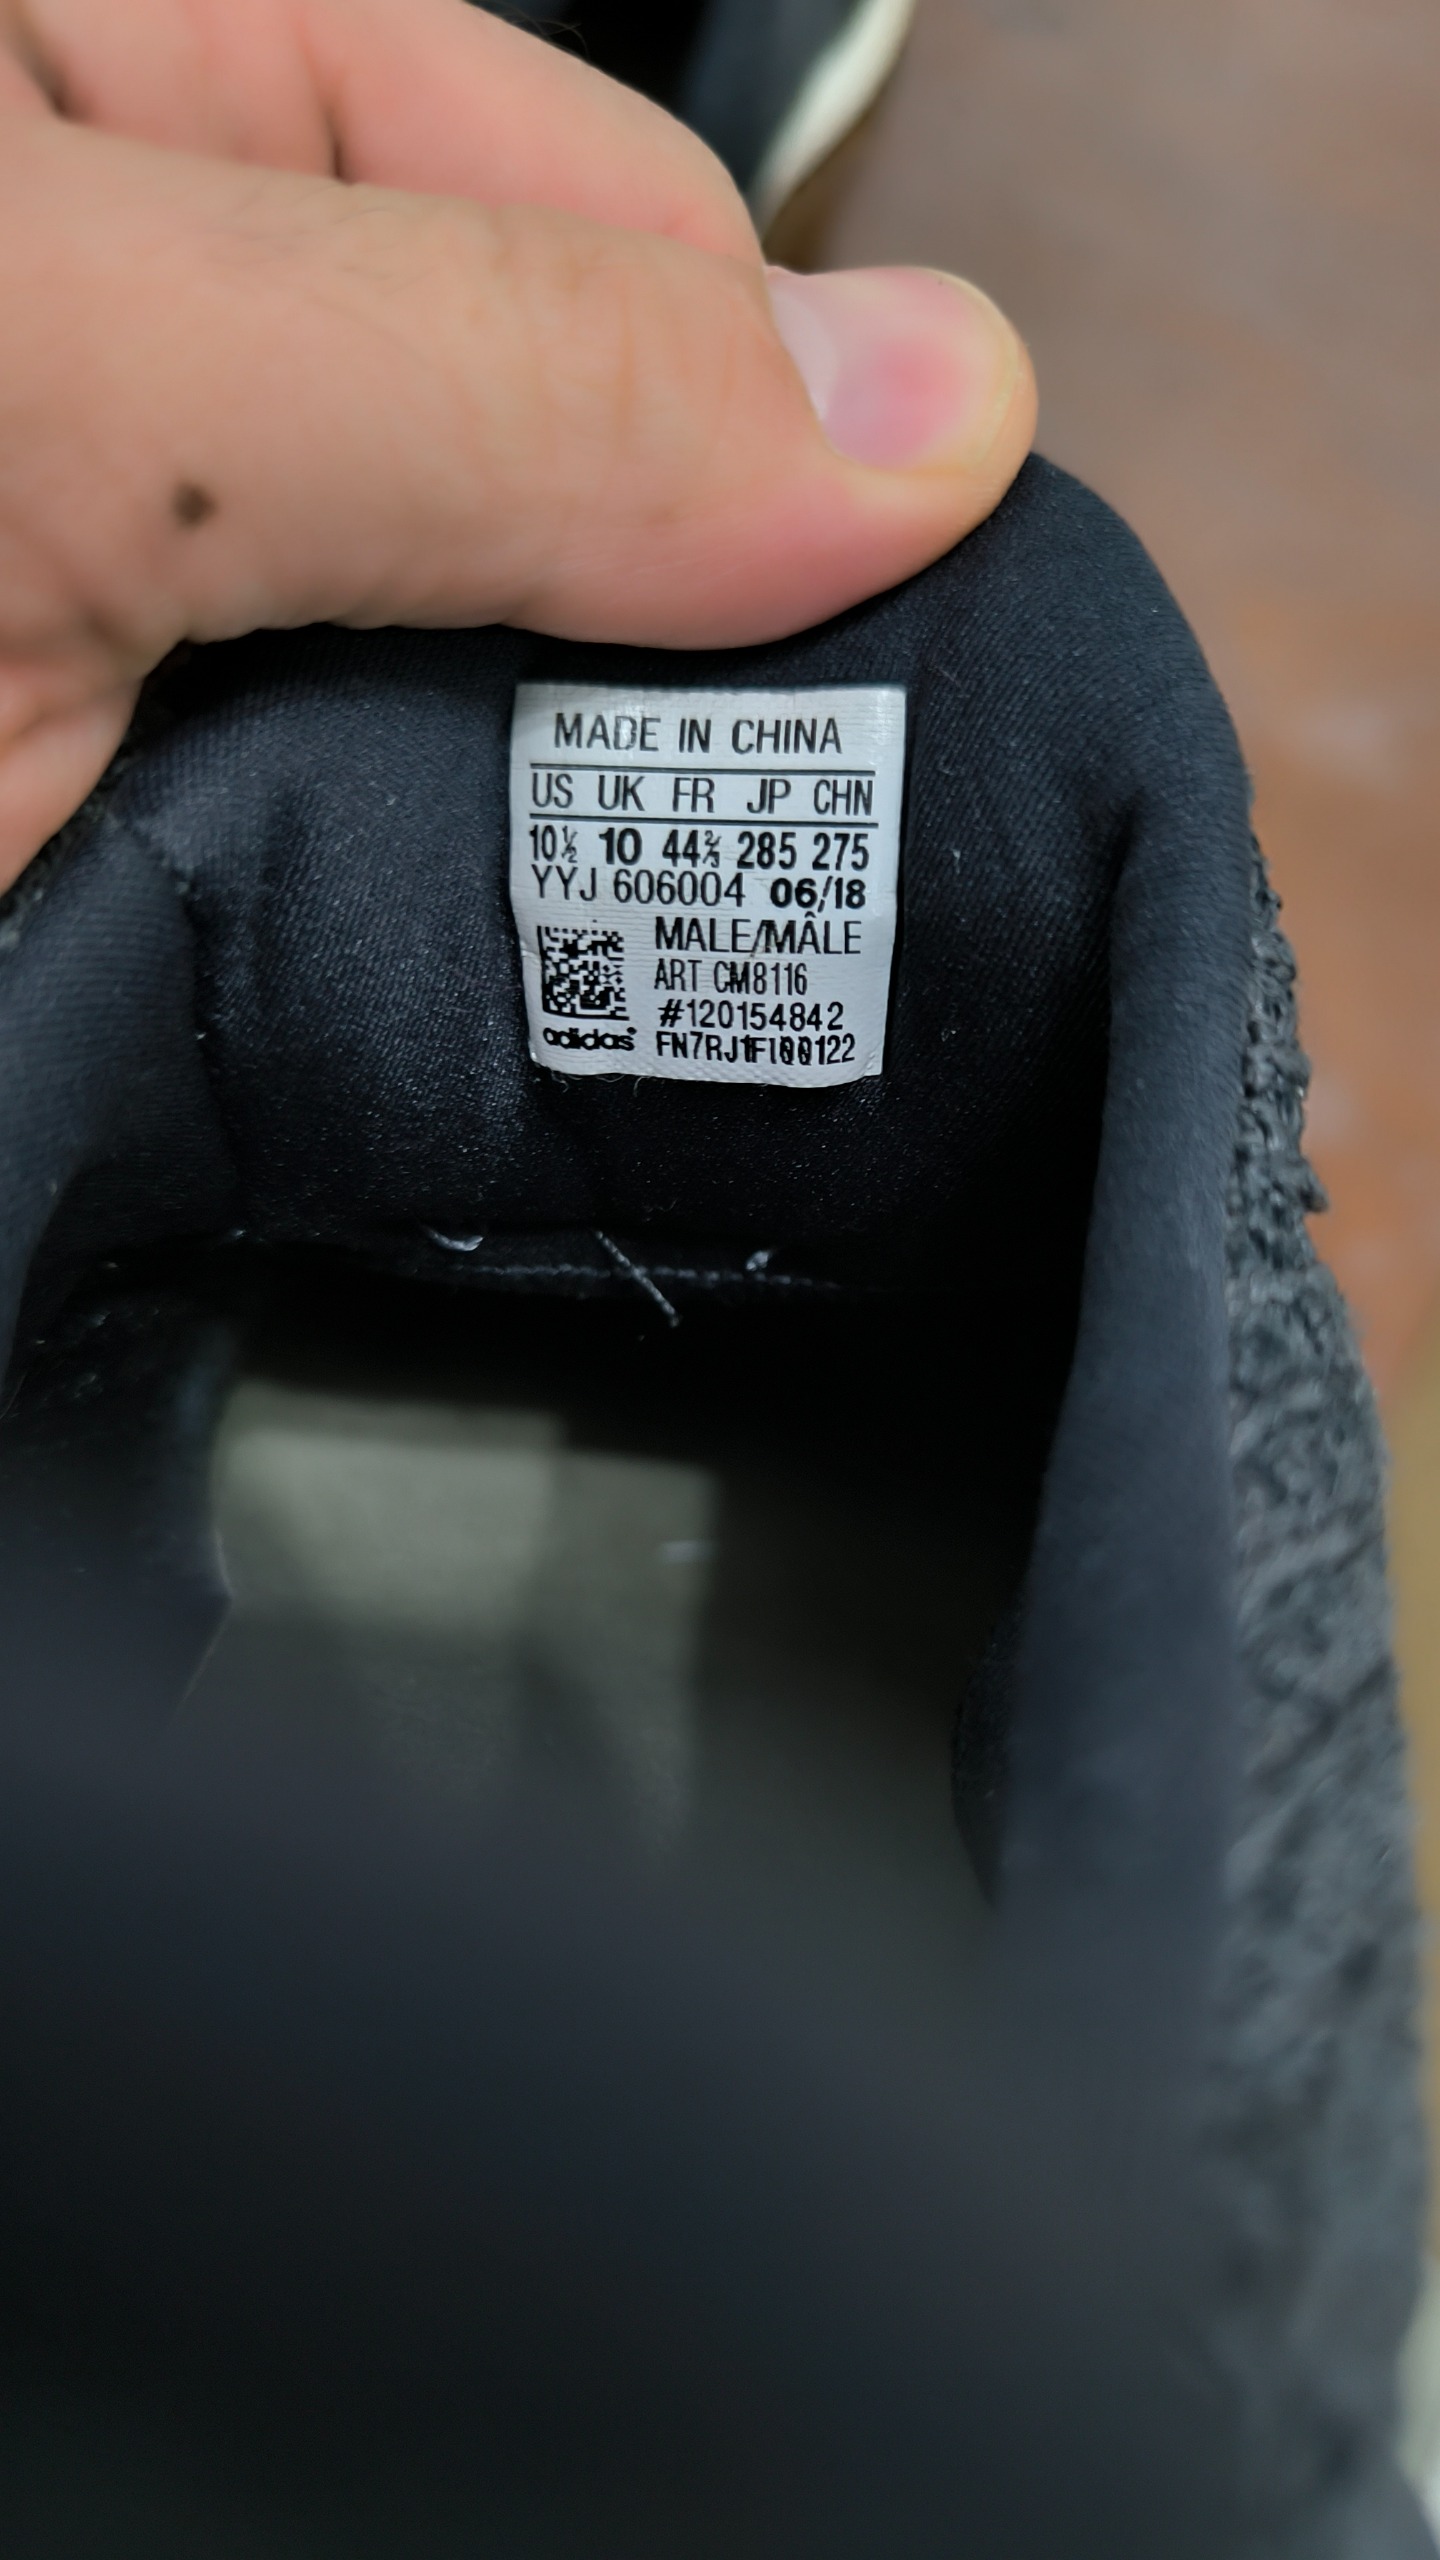 MADE IN CHINA
US UK FR JP CHN
10½ 10 44⅔ 285 275
YYJ 606004 06/18
MALE/MÂLE
ART CM8116
#120154842
adidas